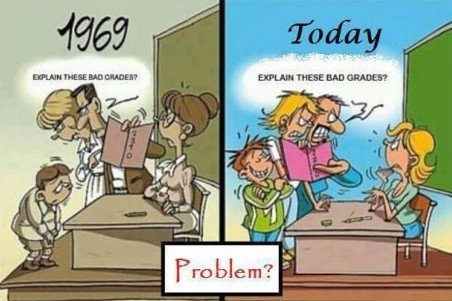 1969
EXPLAIN THESE BAD GRADES?
Today
EXPLAIN THESE BAD GRADES?
Problem?